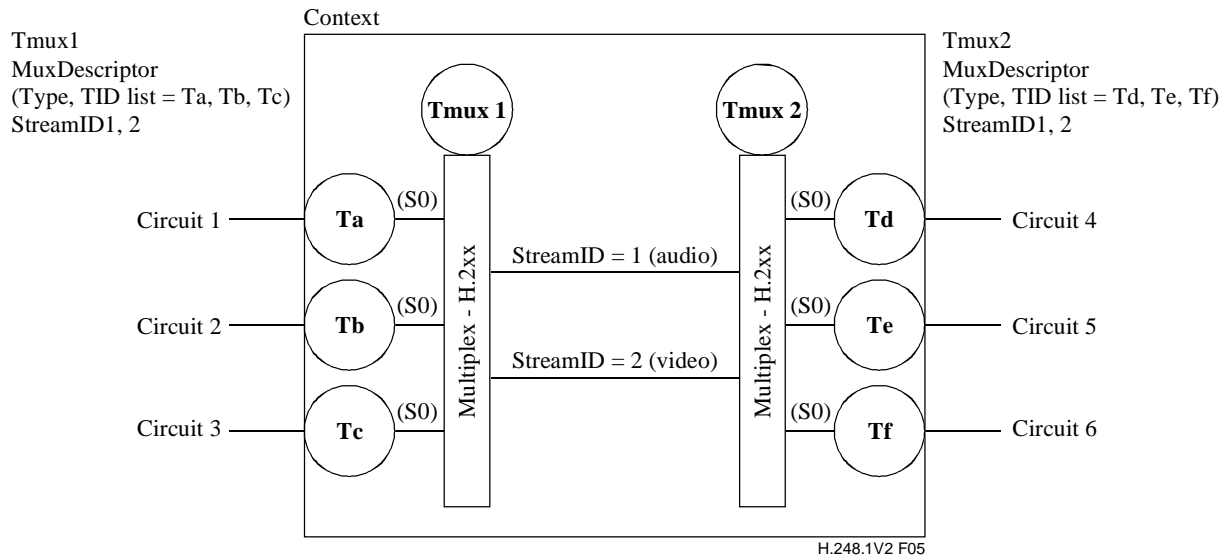 Context
Tmux1
MuxDescriptor
(Type, TID list = Ta, Tb, Tc)
StreamID1, 2
Tmux2
MuxDescriptor
(Type, TID list = Td, Te, Tf)
StreamID1, 2
Tmux 1
Tmux 2
Circuit 1
Ta
(S0)
(S0)
Td
Circuit 4
StreamID = 1 (audio)
Circuit 2
Tb
(S0)
Multiplex - H.2xx
Multiplex - H.2xx
(S0)
Te
Circuit 5
StreamID = 2 (video)
Circuit 3
Tc
(S0)
(S0)
Tf
Circuit 6
H.248.1V2 F05